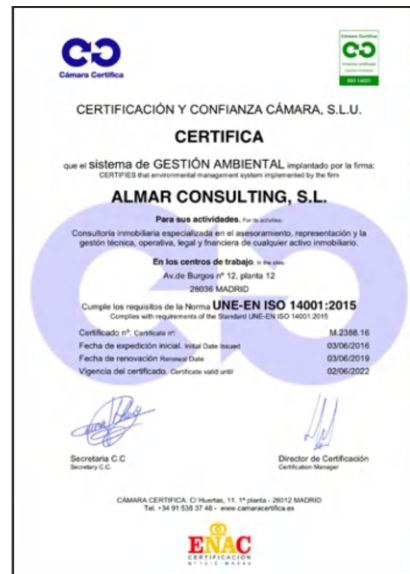 Cámara Certifica
Cámara Certifica
ISO 14001
CERTIFICACIÓN Y CONFIANZA CÁMARA, S.L.U.
CERTIFICA
que el sistema de GESTIÓN AMBIENTAL implantado por la firma:
CERTIFIES that environmental management system implemented by the firm
ALMAR CONSULTING, S.L.
Para sus actividades. For its activities:
Consultoría inmobiliaria especializada en el asesoramiento, representación y la
gestión técnica, operativa, legal y financiera de cualquier activo inmobiliario.
En los centros de trabajo. In the sites:
Av.de Burgos nº 12, planta 12
28036 MADRID
Cumple los requisitos de la Norma UNE-EN ISO 14001:2015
Complies with requirements of the Standard UNE-EN ISO 14001:2015
Certificado nº. Certificate nº: M.2388.16
Fecha de expedición inicial. Initial Date Issued 03/06/2016
Fecha de renovación Renewal Date 03/06/2019
Vigencia del certificado. Certificate valid until 02/06/2022
Secretaria C.C
Secretary C.C.
Director de Certificación
Certification Manager
CÁMARA CERTIFICA. C/ Huertas, 11, 1ª planta - 28012 MADRID
Tel. +34 91 538 37 46 - www.camaracertifica.es
ENAC
CERTIFICACIÓN